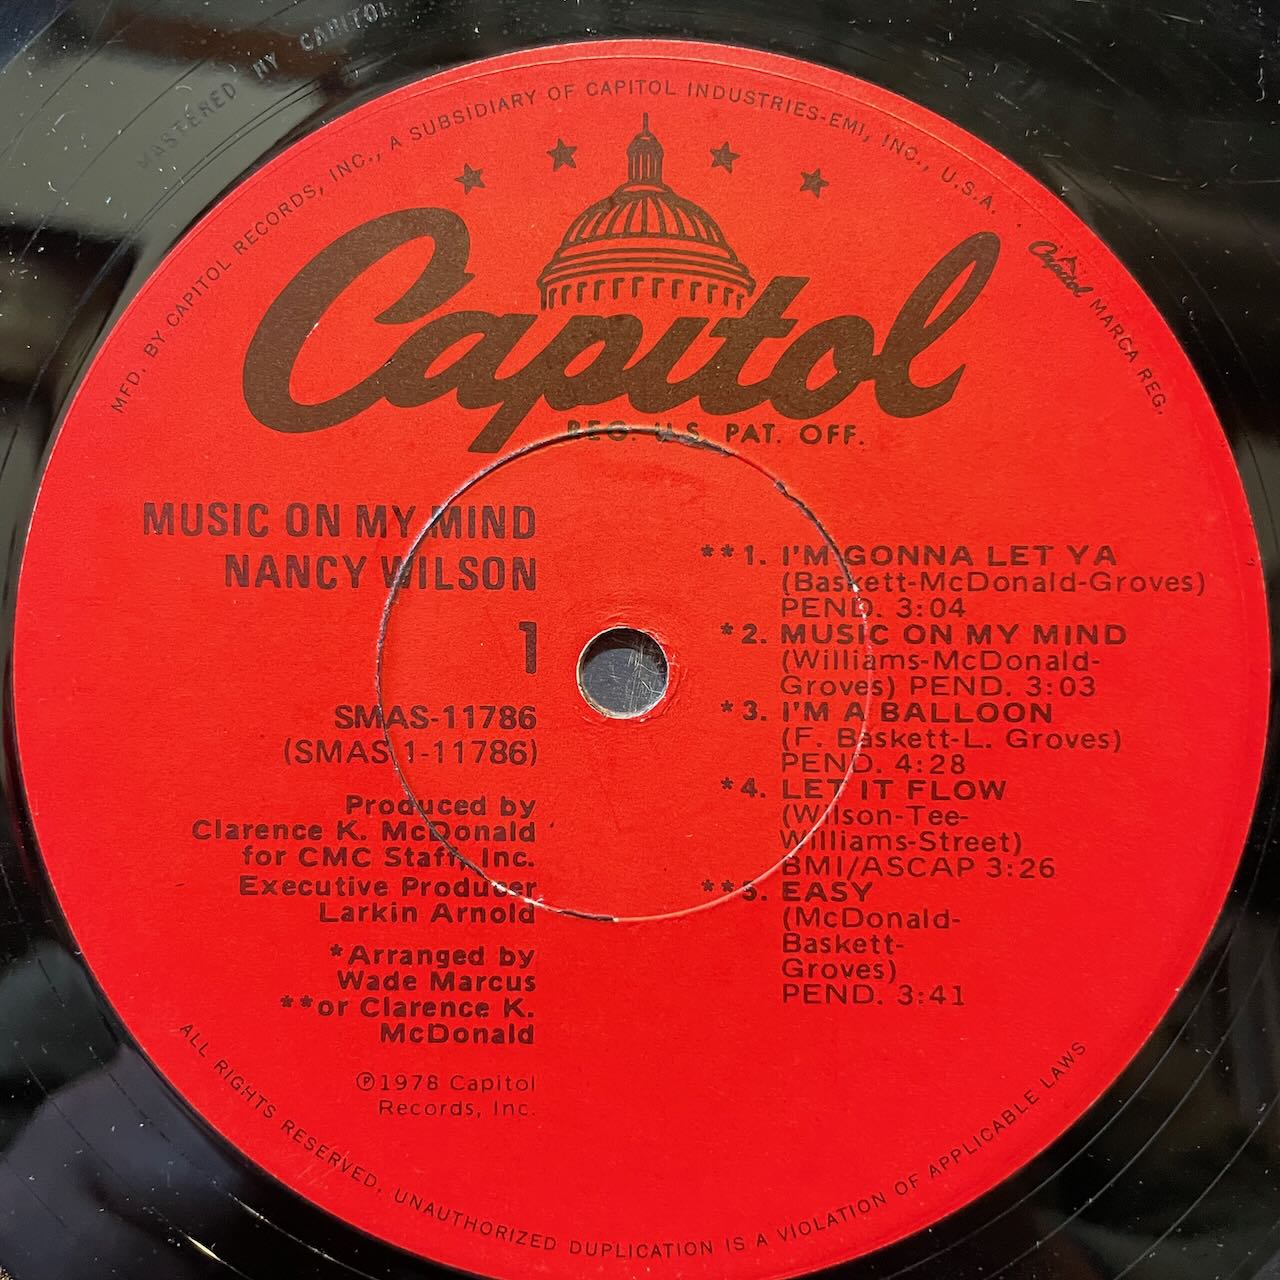 MASTERED BY CAPITOL
MFD. BY CAPITOL RECORDS, INC., A SUBSIDIARY OF CAPITOL INDUSTRIES-EMI, INC., U.S.A.
Capitol MARCA REG.
Capitol
REG. U.S. PAT. OFF.
MUSIC ON MY MIND
NANCY WILSON
1
SMAS-11786
(SMAS 1-11786)
Produced by
Clarence K. McDonald
for CMC Staff, Inc.
Executive Producer
Larkin Arnold
*Arranged by
Wade Marcus
**or Clarence K.
McDonald
℗1978 Capitol
Records, Inc.
**1. I'M GONNA LET YA
(Baskett-McDonald-Groves)
PEND. 3:04
*2. MUSIC ON MY MIND
(Williams-McDonald-
Groves) PEND. 3:03
*3. I'M A BALLOON
(F. Baskett-L. Groves)
PEND. 4:28
*4. LET IT FLOW
(Wilson-Tee-
Williams-Street)
BMI/ASCAP 3:26
**5. EASY
(McDonald-
Baskett-
Groves)
PEND. 3:41
ALL RIGHTS RESERVED. UNAUTHORIZED DUPLICATION IS A VIOLATION OF APPLICABLE LAWS